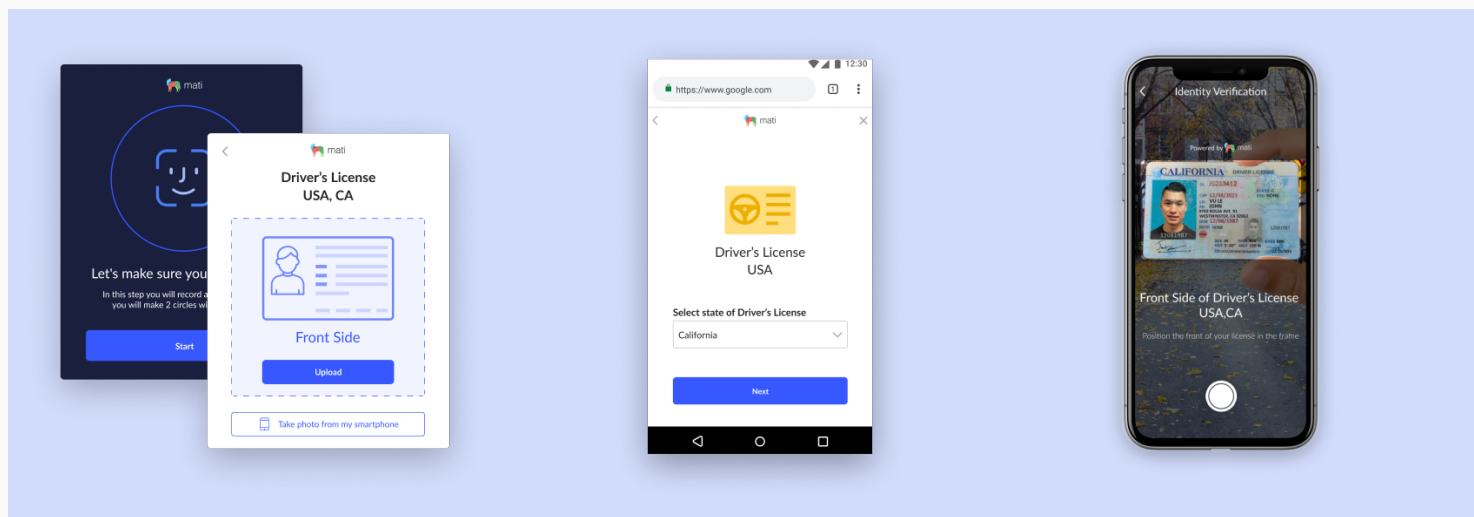 mati
Let's make sure you
In this step you will record a
you will make 2 circles wi
Start
mati
Driver's License
USA, CA
Front Side
Upload
Take photo from my smartphone
12:30
https://www.google.com
1
mati
Driver's License
USA
Select state of Driver's License
California
Next
Identity Verification
Powered by mati
CALIFORNIA DRIVER LICENSE
Front Side of Driver's License
USA,CA
Position the front of your license in the frame